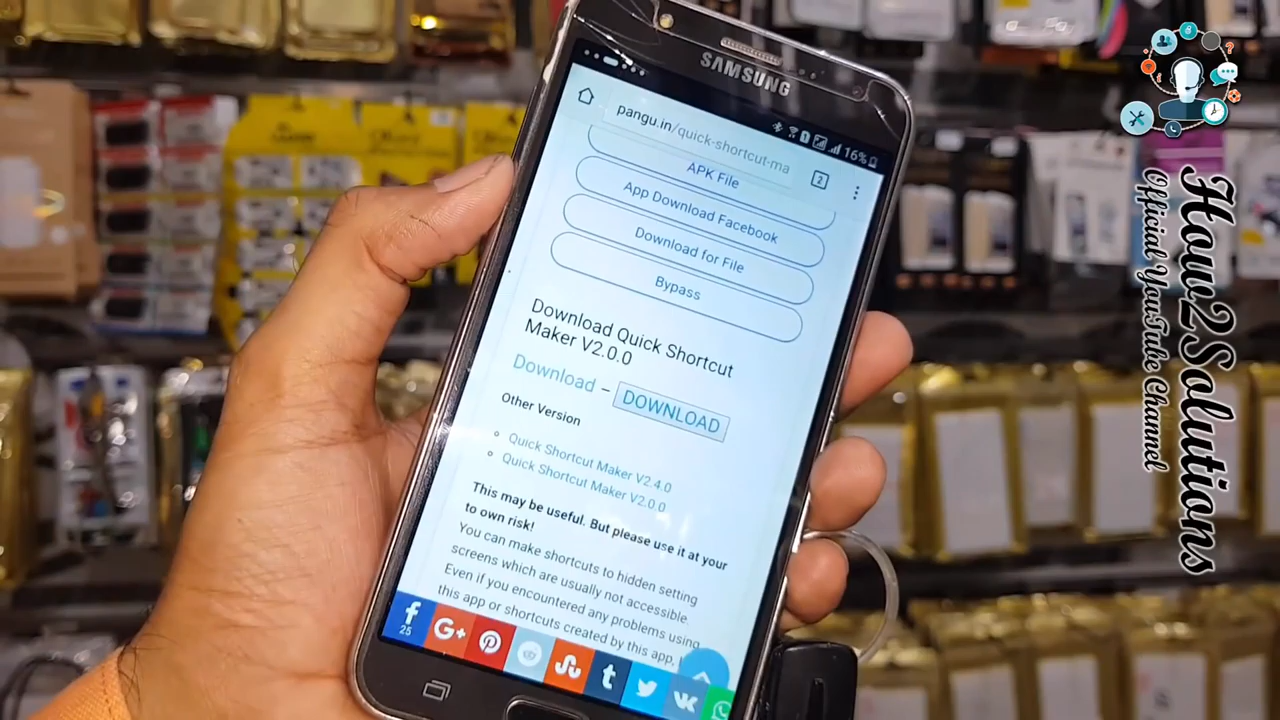 SAMSUNG
16%
pangu.in/quick-shortcut-ma
2
APK File
App Download Facebook
Download for File
Bypass
Download Quick Shortcut
Maker V2.0.0
Download – DOWNLOAD
Other Version
Quick Shortcut Maker V2.4.0
Quick Shortcut Maker V2.0.0
This may be useful. But please use it at your
to own risk!
You can make shortcuts to hidden setting
screens which are usually not accessible.
Even if you encountered any problems using
this app or shortcuts created by this app,
f
25
G+
t
How2Solutions
Official YouTube Channel